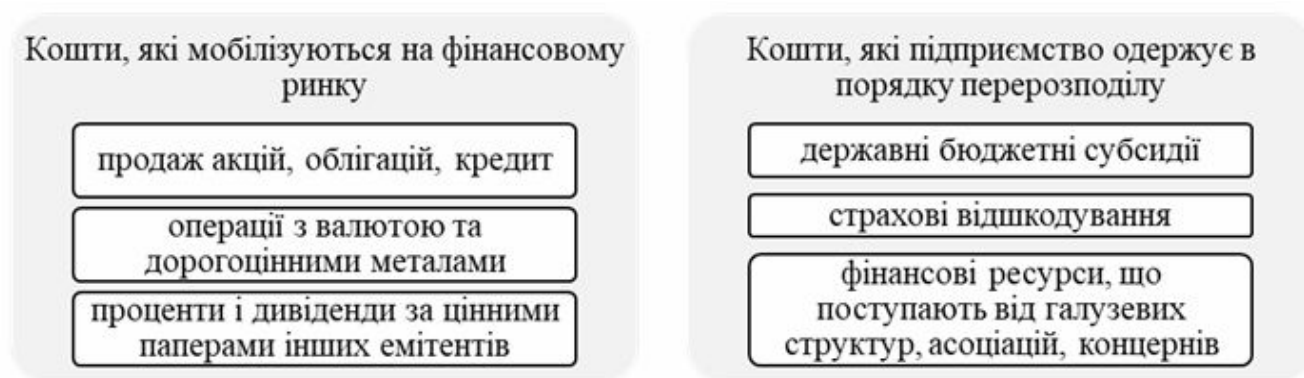 Кошти, які мобілізуються на фінансовому
ринку
продаж акцій, облігацій, кредит
операції з валютою та
дорогоцінними металами
проценти і дивіденди за цінними
паперами інших емітентів
Кошти, які підприємство одержує в
порядку перерозподілу
державні бюджетні субсидії
страхові відшкодування
фінансові ресурси, що
поступають від галузевих
структур, асоціацій, концернів